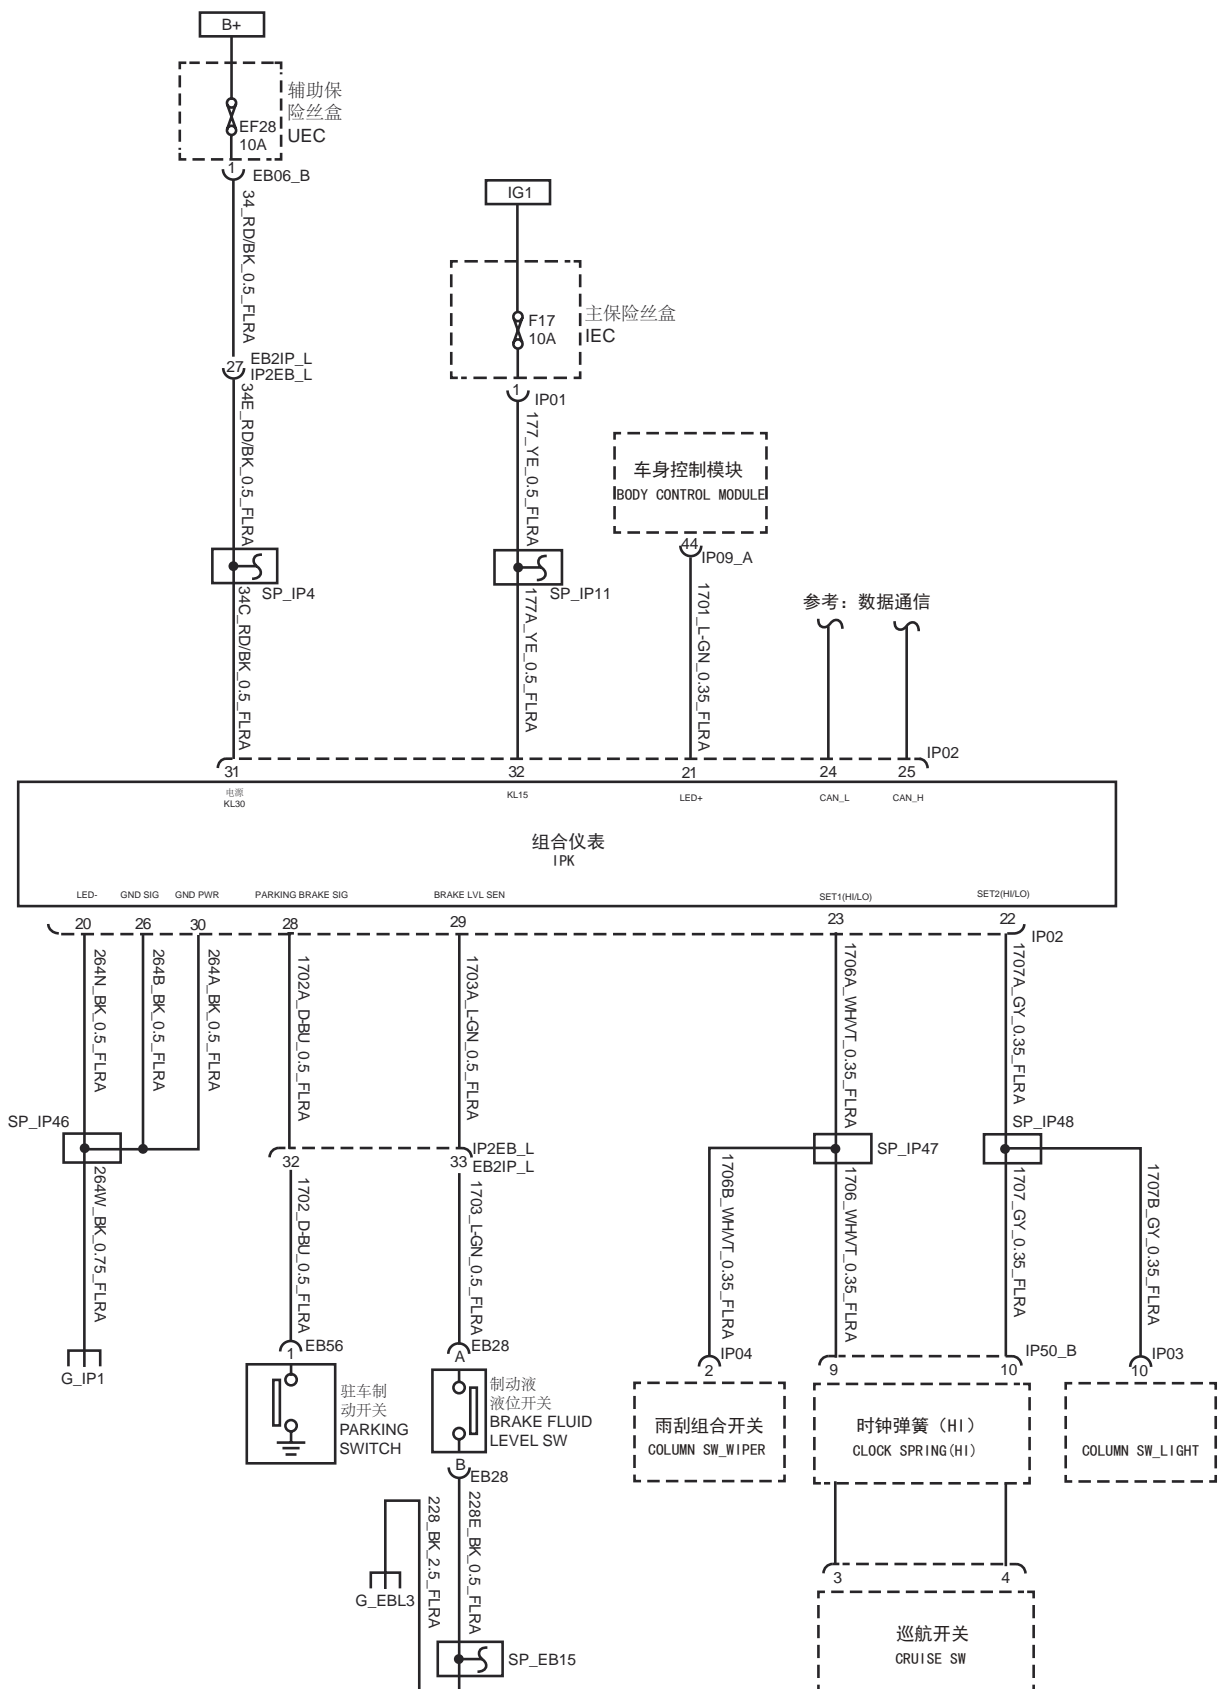 B+
辅助保
险丝盒
UEC
EF28
10A
1
EB06_B
34_RD/BK_0.5_FLRA
IG1
主保险丝盒
IEC
F17
10A
1
IP01
27
EB2IP_L
IP2EB_L
34E_RD/BK_0.5_FLRA
177_YE_0.5_FLRA
车身控制模块
BODY CONTROL MODULE
44
IP09_A
SP_IP4
SP_IP11
34C_RD/BK_0.5_FLRA
177A_YE_0.5_FLRA
1701_L-GN_0.35_FLRA
参考：数据通信
IP02
31
32
21
24
25
电源
KL30
KL15
LED+
CAN_L
CAN_H
组合仪表
IPK
LED-
GND SIG
GND PWR
PARKING BRAKE SIG
BRAKE LVL SEN
SET1(HI/LO)
SET2(HI/LO)
20
26
30
28
29
23
22
IP02
264N_BK_0.5_FLRA
264B_BK_0.5_FLRA
264A_BK_0.5_FLRA
1702A_D-BU_0.5_FLRA
1703A_L-GN_0.5_FLRA
1706A_WH/VT_0.35_FLRA
1707A_GY_0.35_FLRA
SP_IP46
SP_IP47
SP_IP48
32
33
IP2EB_L
EB2IP_L
264W_BK_0.75_FLRA
1702_D-BU_0.5_FLRA
1703_L-GN_0.5_FLRA
1706B_WH/VT_0.35_FLRA
1706_WH/VT_0.35_FLRA
1707_GY_0.35_FLRA
1707B_GY_0.35_FLRA
G_IP1
1
EB56
A
EB28
2
IP04
9
10
IP50_B
10
IP03
驻车制
动开关
PARKING
SWITCH
制动液
液位开关
BRAKE FLUID
LEVEL SW
雨刮组合开关
COLUMN SW_WIPER
时钟弹簧（HI）
CLOCK SPRING(HI)
COLUMN SW_LIGHT
B
EB28
228_BK_2.5_FLRA
228E_BK_0.5_FLRA
G_EBL3
3
4
SP_EB15
巡航开关
CRUISE SW